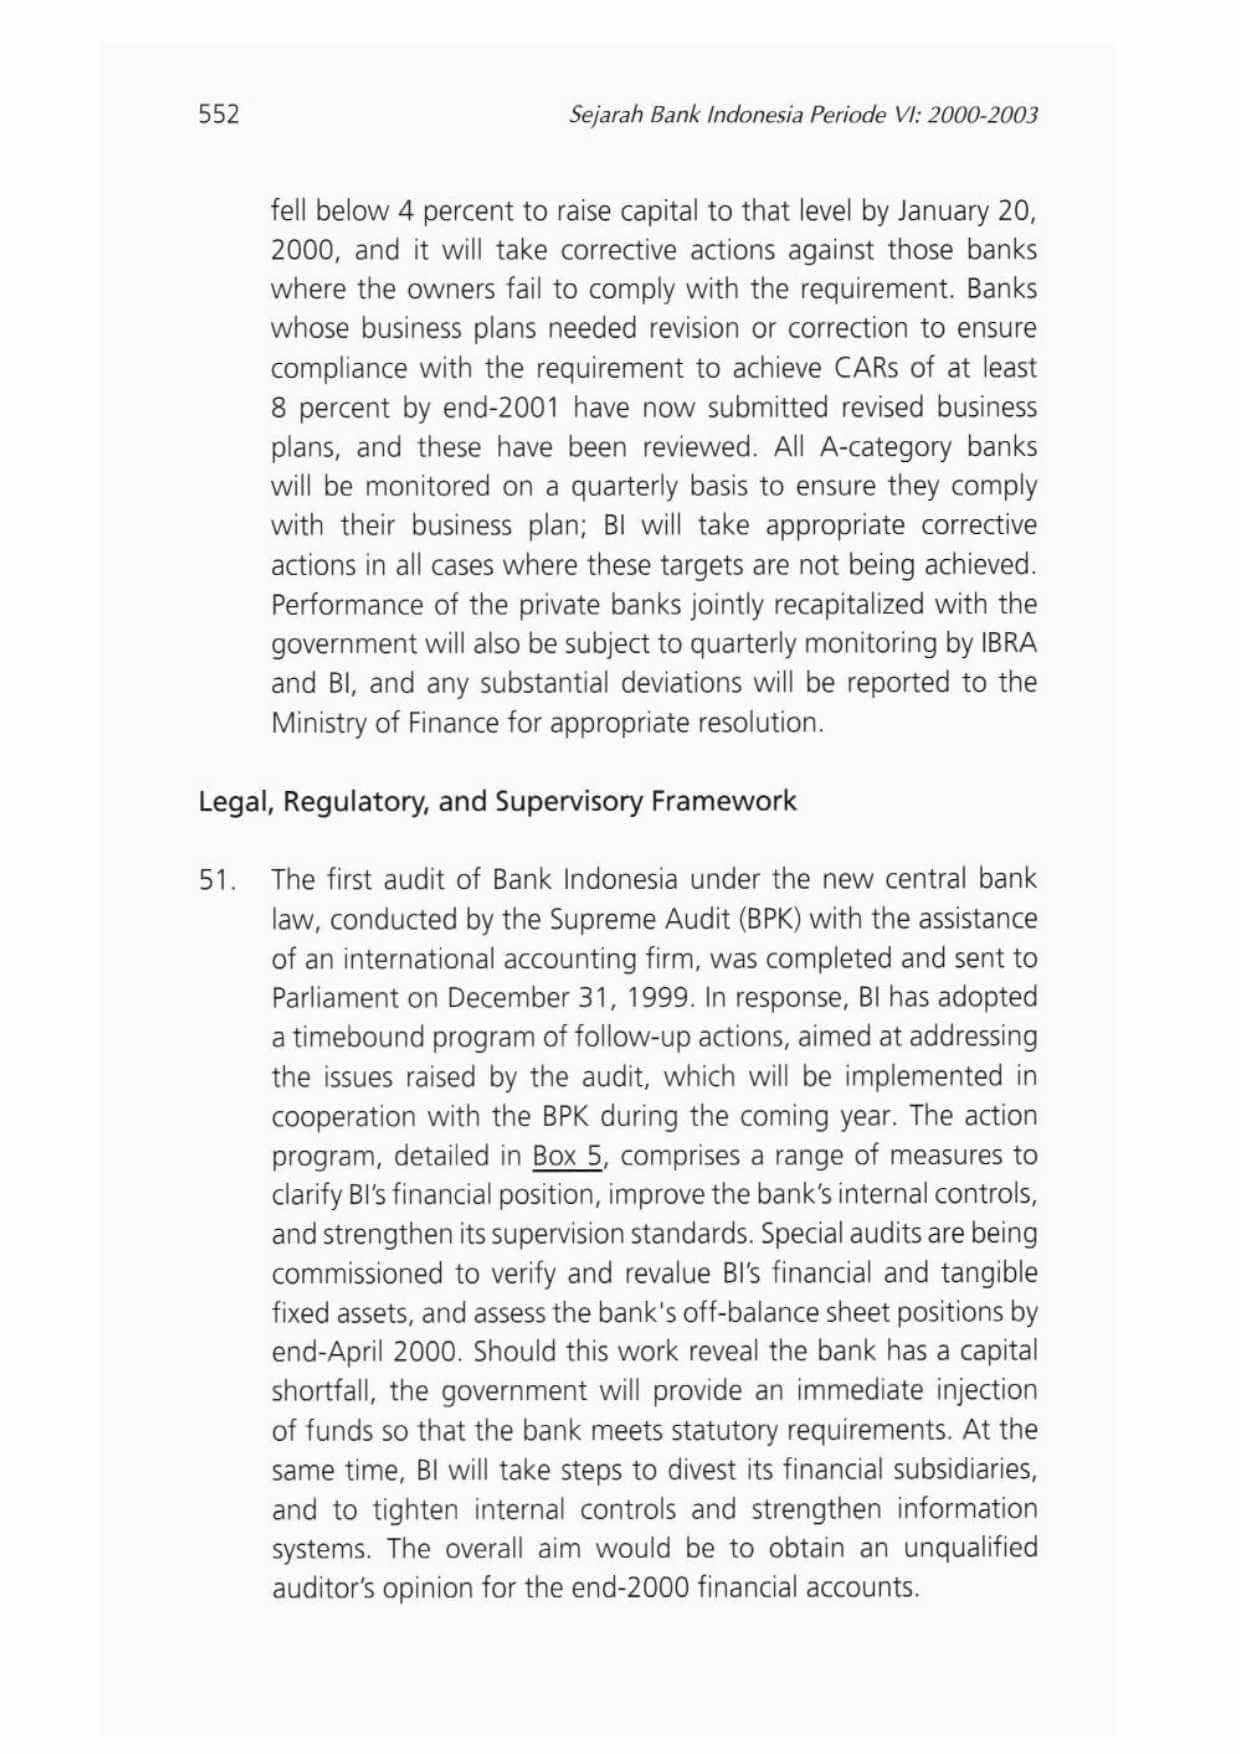 552 Sejarah Bank Indonesia Periode VI: 2000-2003
fell below 4 percent to raise capital to that level by January 20,
2000, and it will take corrective actions against those banks
where the owners fail to comply with the requirement. Banks
whose business plans needed revision or correction to ensure
compliance with the requirement to achieve CARs of at least
8 percent by end-2001 have now submitted revised business
plans, and these have been reviewed. All A-category banks
will be monitored on a quarterly basis to ensure they comply
with their business plan; BI will take appropriate corrective
actions in all cases where these targets are not being achieved.
Performance of the private banks jointly recapitalized with the
government will also be subject to quarterly monitoring by IBRA
and BI, and any substantial deviations will be reported to the
Ministry of Finance for appropriate resolution.
Legal, Regulatory, and Supervisory Framework
51. The first audit of Bank Indonesia under the new central bank
law, conducted by the Supreme Audit (BPK) with the assistance
of an international accounting firm, was completed and sent to
Parliament on December 31, 1999. In response, BI has adopted
a timebound program of follow-up actions, aimed at addressing
the issues raised by the audit, which will be implemented in
cooperation with the BPK during the coming year. The action
program, detailed in Box 5, comprises a range of measures to
clarify BI's financial position, improve the bank's internal controls,
and strengthen its supervision standards. Special audits are being
commissioned to verify and revalue BI's financial and tangible
fixed assets, and assess the bank's off-balance sheet positions by
end-April 2000. Should this work reveal the bank has a capital
shortfall, the government will provide an immediate injection
of funds so that the bank meets statutory requirements. At the
same time, BI will take steps to divest its financial subsidiaries,
and to tighten internal controls and strengthen information
systems. The overall aim would be to obtain an unqualified
auditor's opinion for the end-2000 financial accounts.